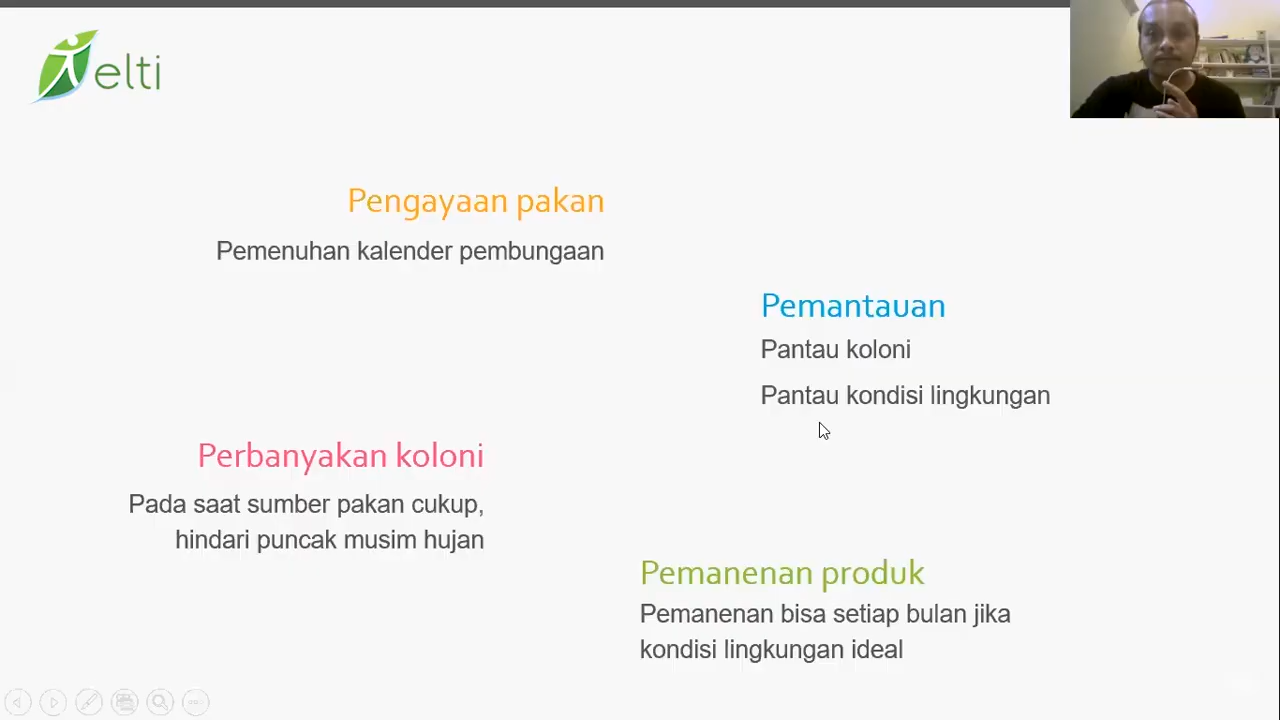 elti
Pengayaan pakan
Pemenuhan kalender pembungaan
Pemantauan
Pantau koloni
Pantau kondisi lingkungan
Perbanyakan koloni
Pada saat sumber pakan cukup,
hindari puncak musim hujan
Pemanenan produk
Pemanenan bisa setiap bulan jika
kondisi lingkungan ideal